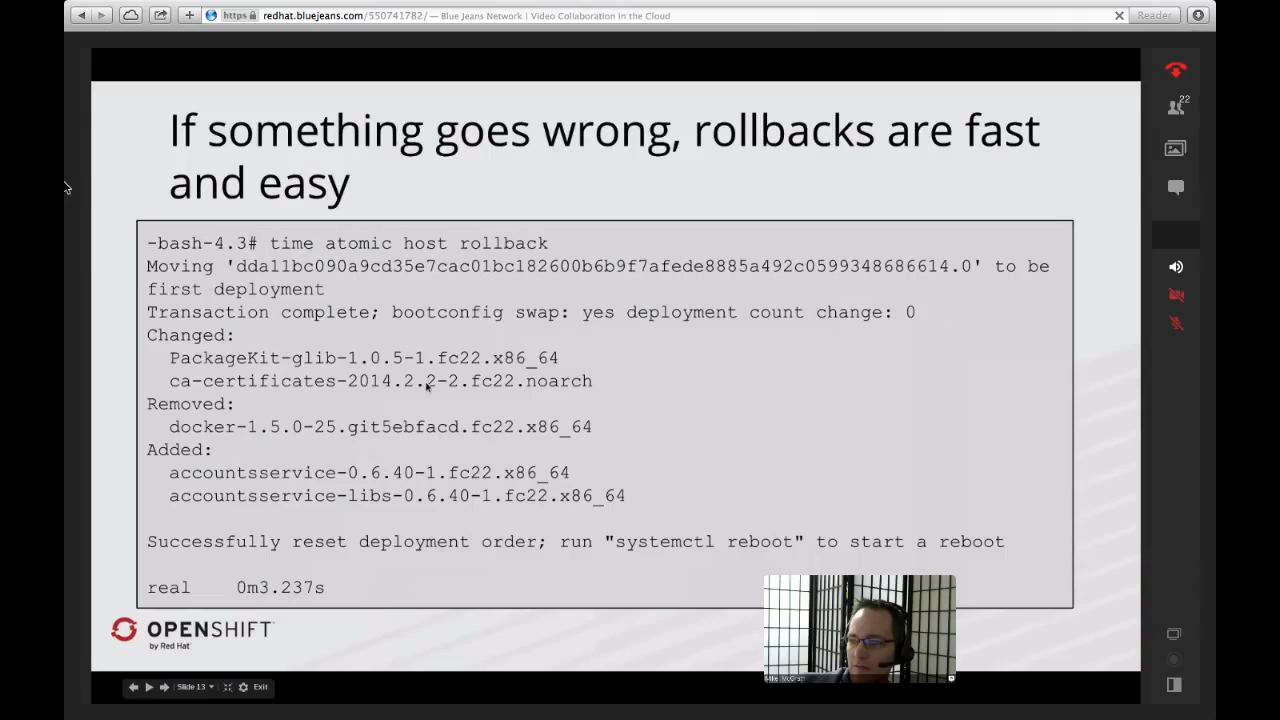 https redhat.bluejeans.com/550741782/ — Blue Jeans Network | Video Collaboration in the Cloud Reader
22
If something goes wrong, rollbacks are fast
and easy
-bash-4.3# time atomic host rollback
Moving 'dda11bc090a9cd35e7cac01bc182600b6b9f7afede8885a492c0599348686614.0' to be
first deployment
Transaction complete; bootconfig swap: yes deployment count change: 0
Changed:
PackageKit-glib-1.0.5-1.fc22.x86_64
ca-certificates-2014.2.2-2.fc22.noarch
Removed:
docker-1.5.0-25.git5ebfacd.fc22.x86_64
Added:
accountsservice-0.6.40-1.fc22.x86_64
accountsservice-libs-0.6.40-1.fc22.x86_64
Successfully reset deployment order; run "systemctl reboot" to start a reboot
real 0m3.237s
OPENSHIFT
by Red Hat®
Mike McGrath
Slide 13 Exit